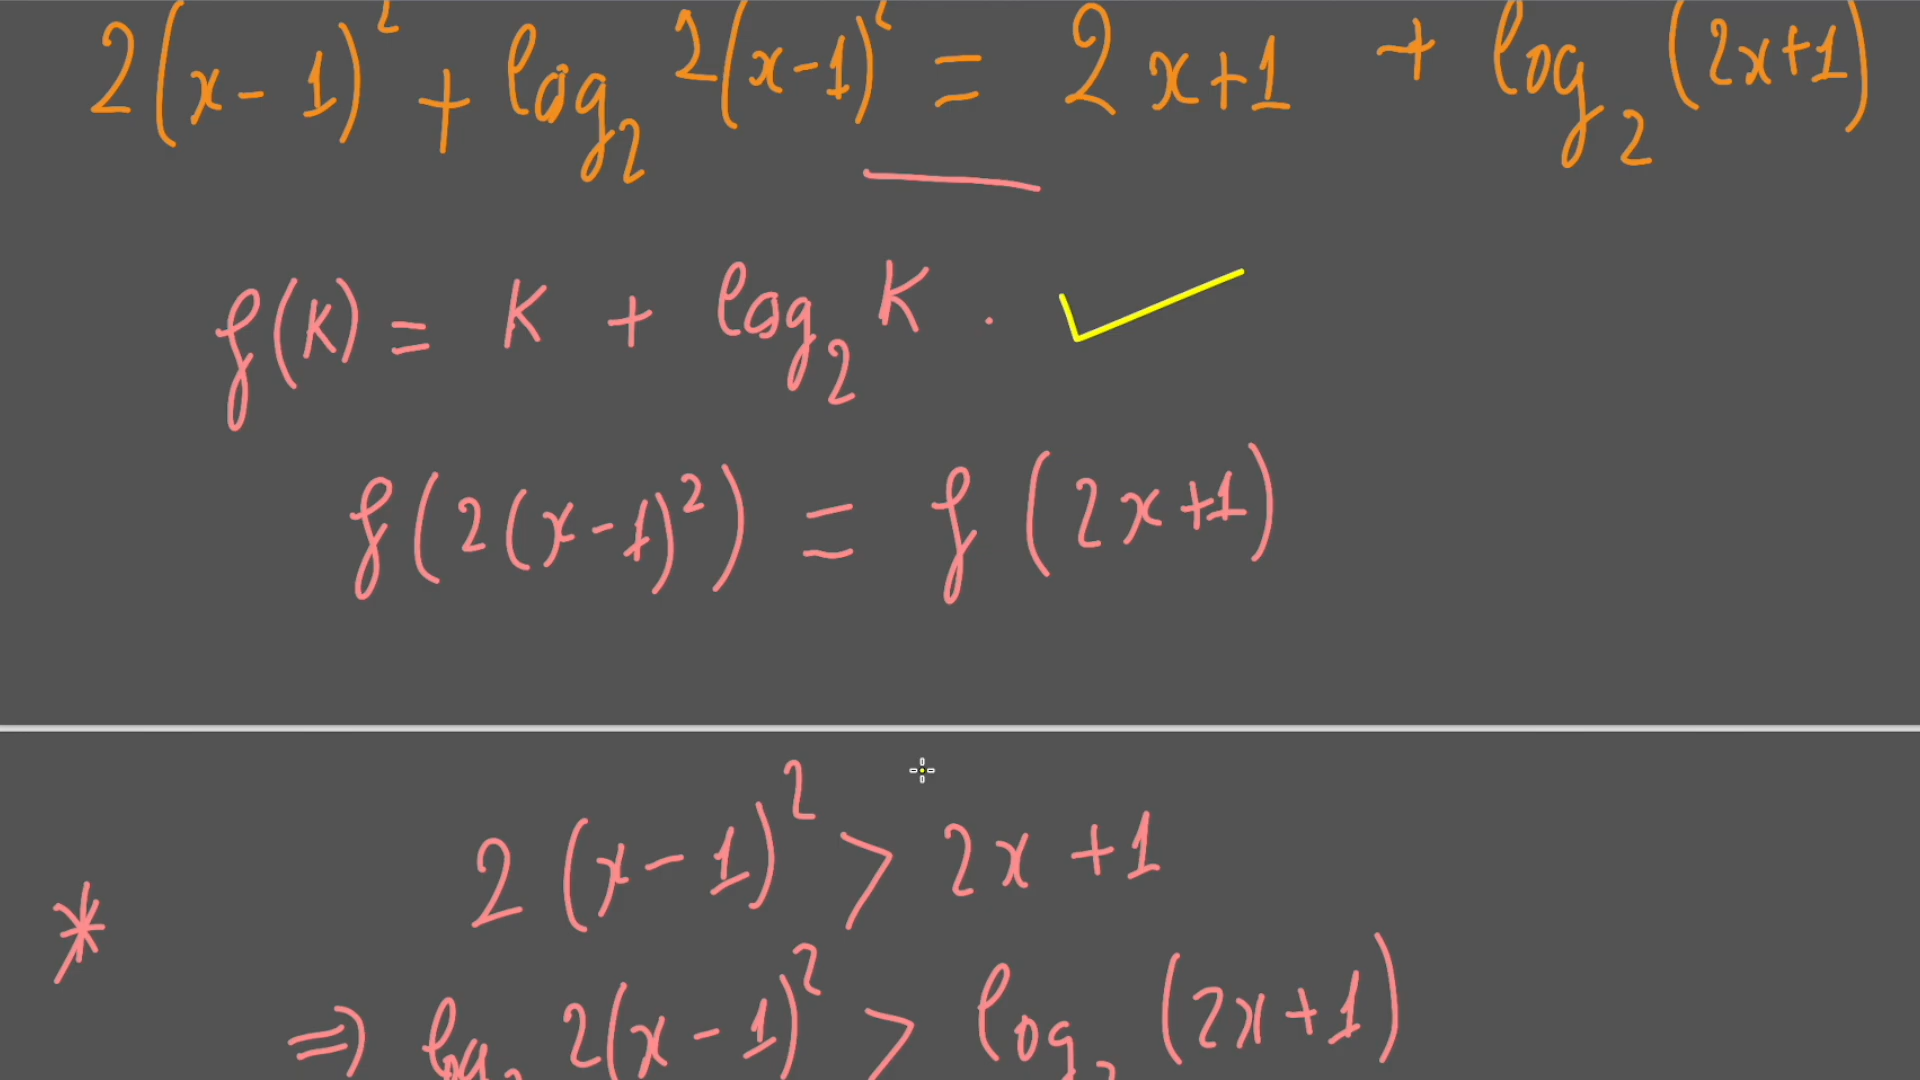 2(x-1)² + log₂ 2(x-1)² = 2x+1 + log₂ (2x+1)
f(K) = K + log₂ K .
f(2(x-1)²) = f(2x+1)
2(x-1)² > 2x+1
*
⇒ log₂ 2(x-1)² > log₂ (2x+1)